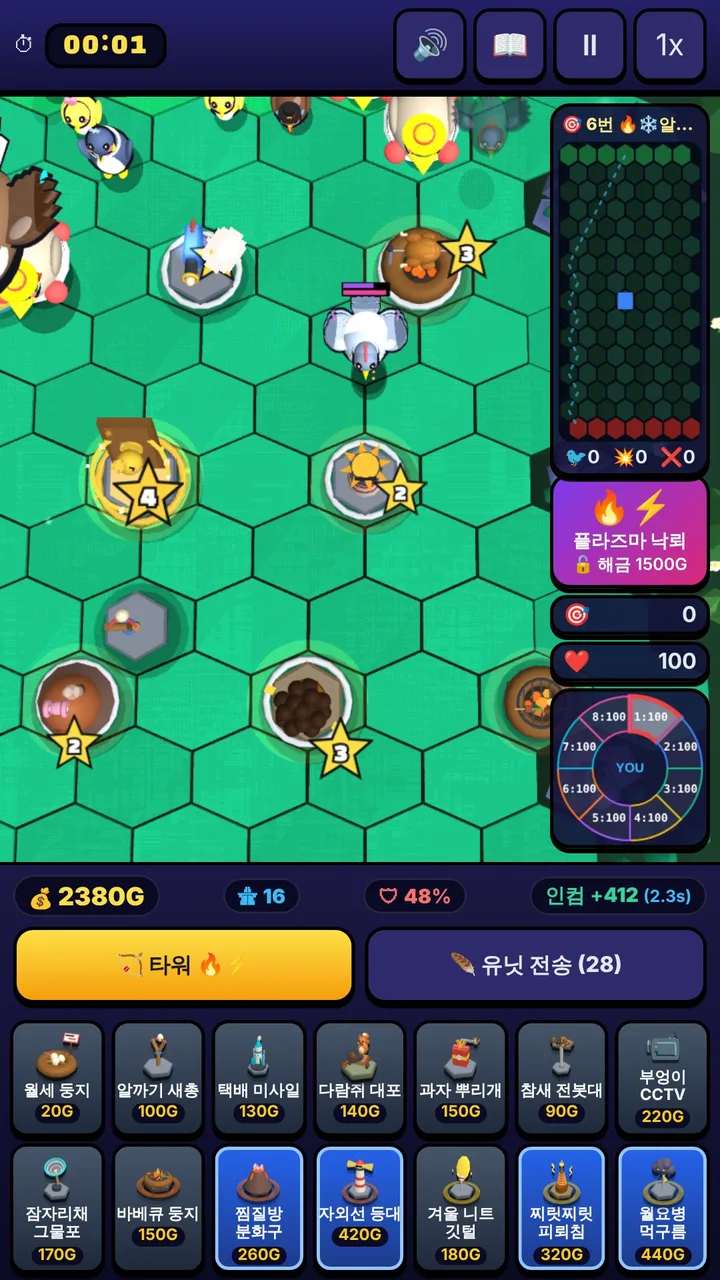 00:01
1x
6번 알...
3
4
2
2
3
0 0 0
플라즈마 낙뢰
해금 1500G
0
100
8:100 1:100
7:100 2:100
YOU
6:100 3:100
5:100 4:100
2380G
16
48%
인컴 +412 (2.3s)
타워
유닛 전송 (28)
월세 둥지
20G
알까기 새총
100G
택배 미사일
130G
다람쥐 대포
140G
과자 뿌리개
150G
참새 전봇대
90G
부엉이
CCTV
220G
잠자리채
그물포
170G
바베큐 둥지
150G
찜질방
분화구
260G
자외선 등대
420G
겨울 니트
깃털
180G
찌릿찌릿
피뢰침
320G
월요병
먹구름
440G